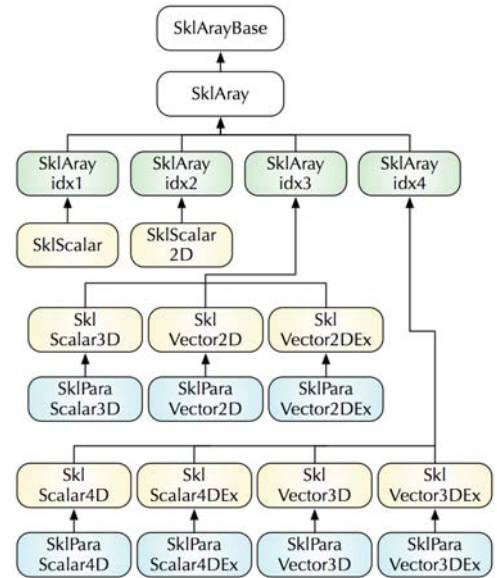 SklArayBase
SklAray
SklAray SklAray SklAray SklAray
idx1 idx2 idx3 idx4
SklScalar
SklScalar
2D
Skl Skl Skl
Scalar3D Vector2D Vector2DEx
SklPara SklPara SklPara
Scalar3D Vector2D Vector2DEx
Skl Skl Skl Skl
Scalar4D Scalar4DEx Vector3D Vector3DEx
SklPara SklPara SklPara SklPara
Scalar4D Scalar4DEx Vector3D Vector3DEx